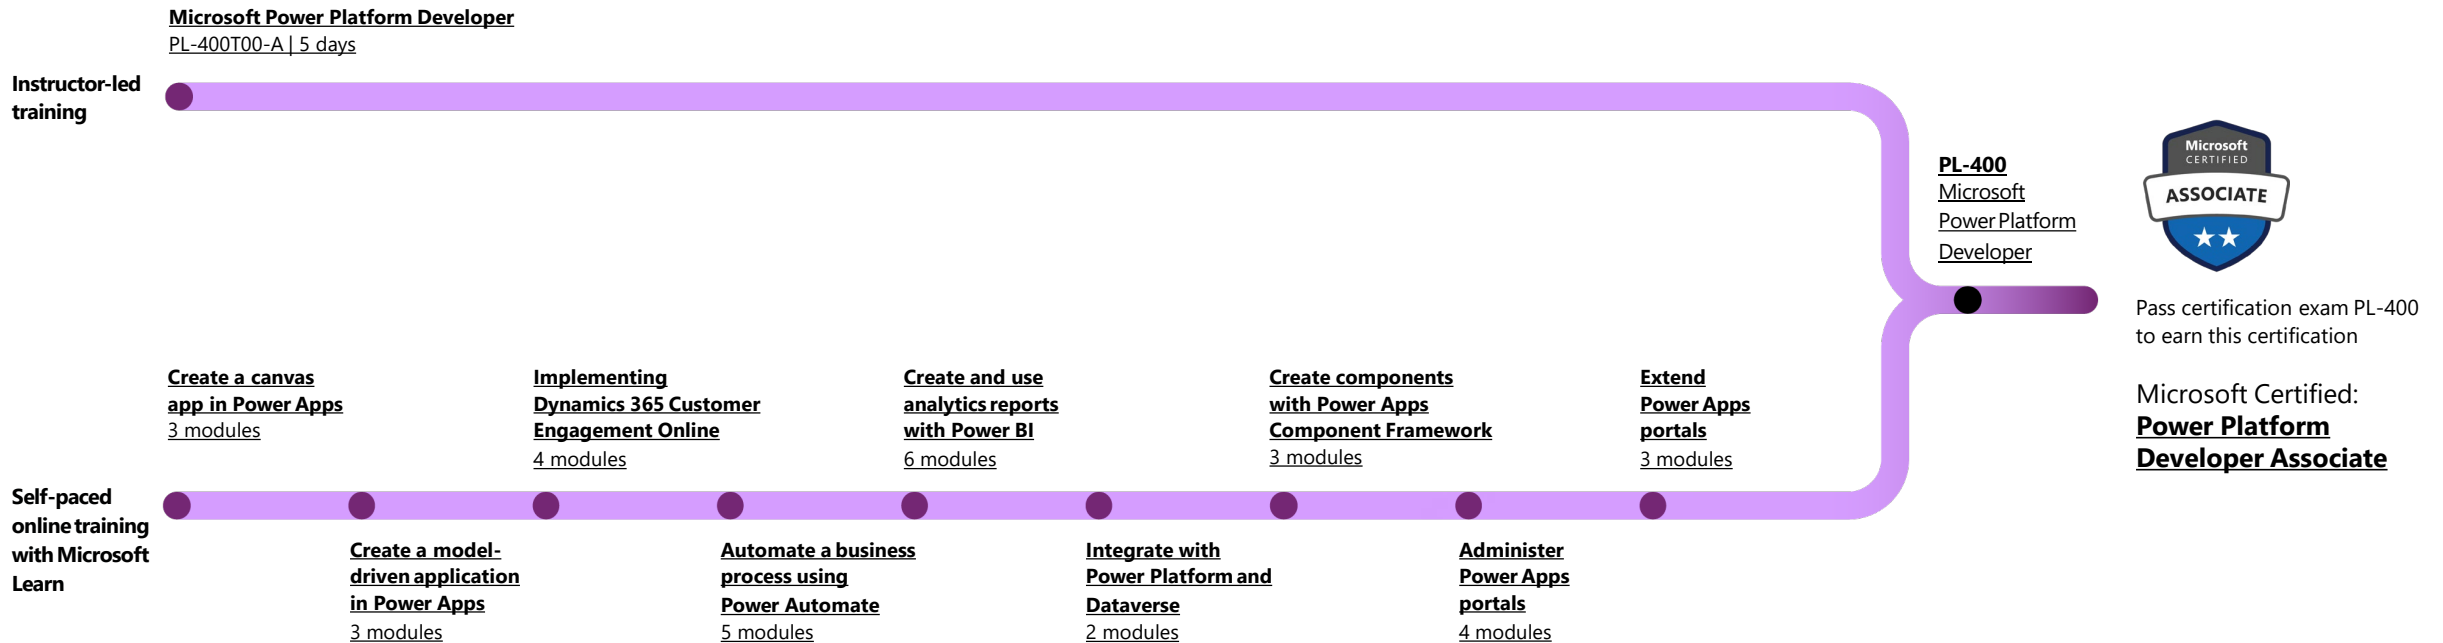 Microsoft Power Platform Developer
PL-400T00-A | 5 days
Instructor-led
training
PL-400
Microsoft
Power Platform
Developer
Microsoft
CERTIFIED
ASSOCIATE
Pass certification exam PL-400
to earn this certification
Microsoft Certified:
Power Platform
Developer Associate
Self-paced
online training
with Microsoft
Learn
Create a canvas
app in Power Apps
3 modules
Create a model-
driven application
in Power Apps
3 modules
Implementing
Dynamics 365 Customer
Engagement Online
4 modules
Automate a business
process using
Power Automate
5 modules
Create and use
analytics reports
with Power BI
6 modules
Integrate with
Power Platform and
Dataverse
2 modules
Create components
with Power Apps
Component Framework
3 modules
Administer
Power Apps
portals
4 modules
Extend
Power Apps
portals
3 modules